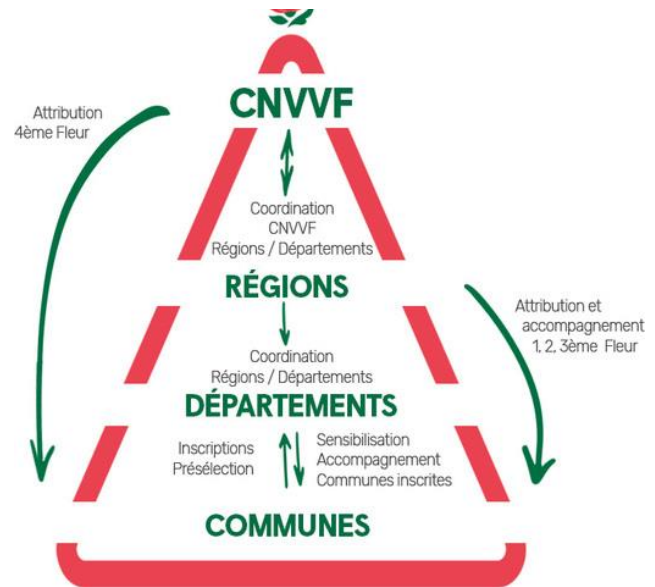 CNVVF
Attribution
4ème Fleur
Coordination
CNVVF
Régions / Départements
RÉGIONS
Attribution et
accompagnement
1, 2, 3ème Fleur
Coordination
Régions / Départements
DÉPARTEMENTS
Inscriptions
Présélection
Sensibilisation
Accompagnement
Communes inscrites
COMMUNES